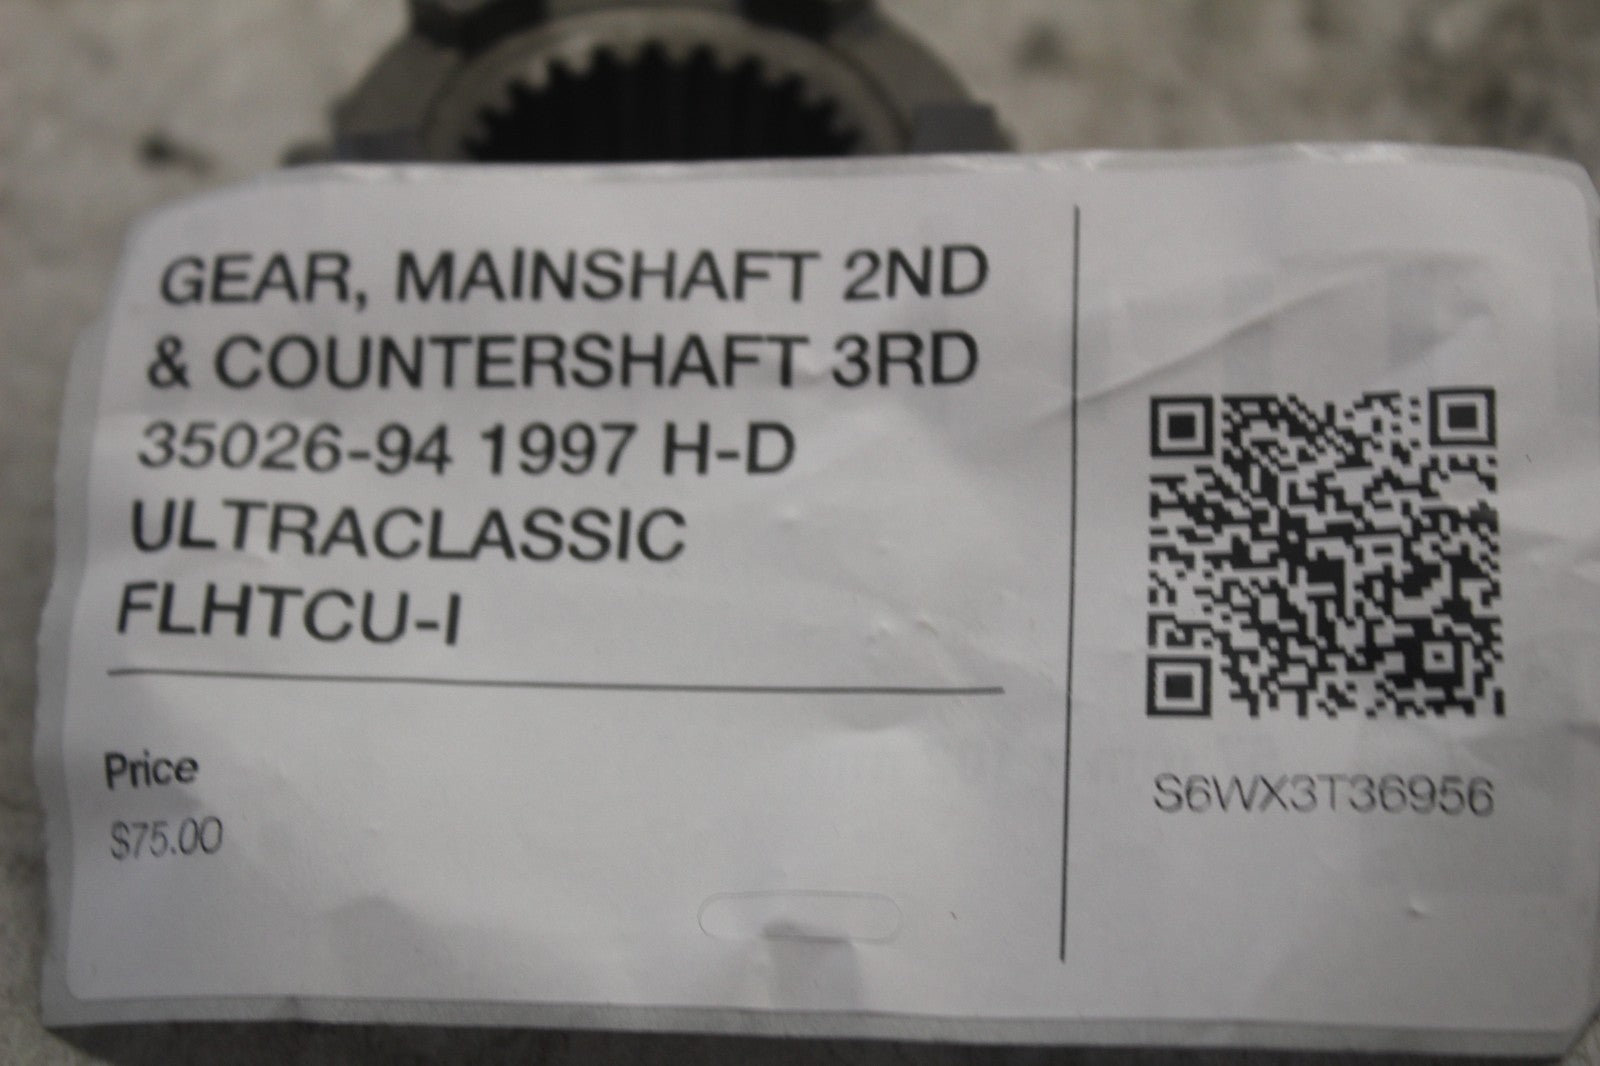 GEAR, MAINSHAFT 2ND
& COUNTERSHAFT 3RD
35026-94 1997 H-D
ULTRACLASSIC
FLHTCU-I
Price
$75.00
S6WX3T36956